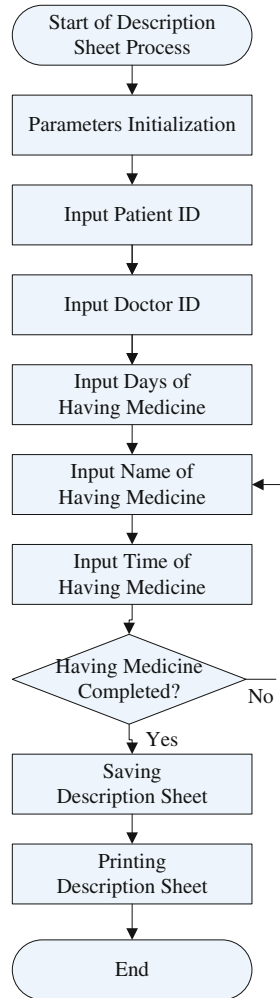 Start of Description
Sheet Process
Parameters Initialization
Input Patient ID
Input Doctor ID
Input Days of
Having Medicine
Input Name of
Having Medicine
Input Time of
Having Medicine
Having Medicine
Completed?
No
Yes
Saving
Description Sheet
Printing
Description Sheet
End